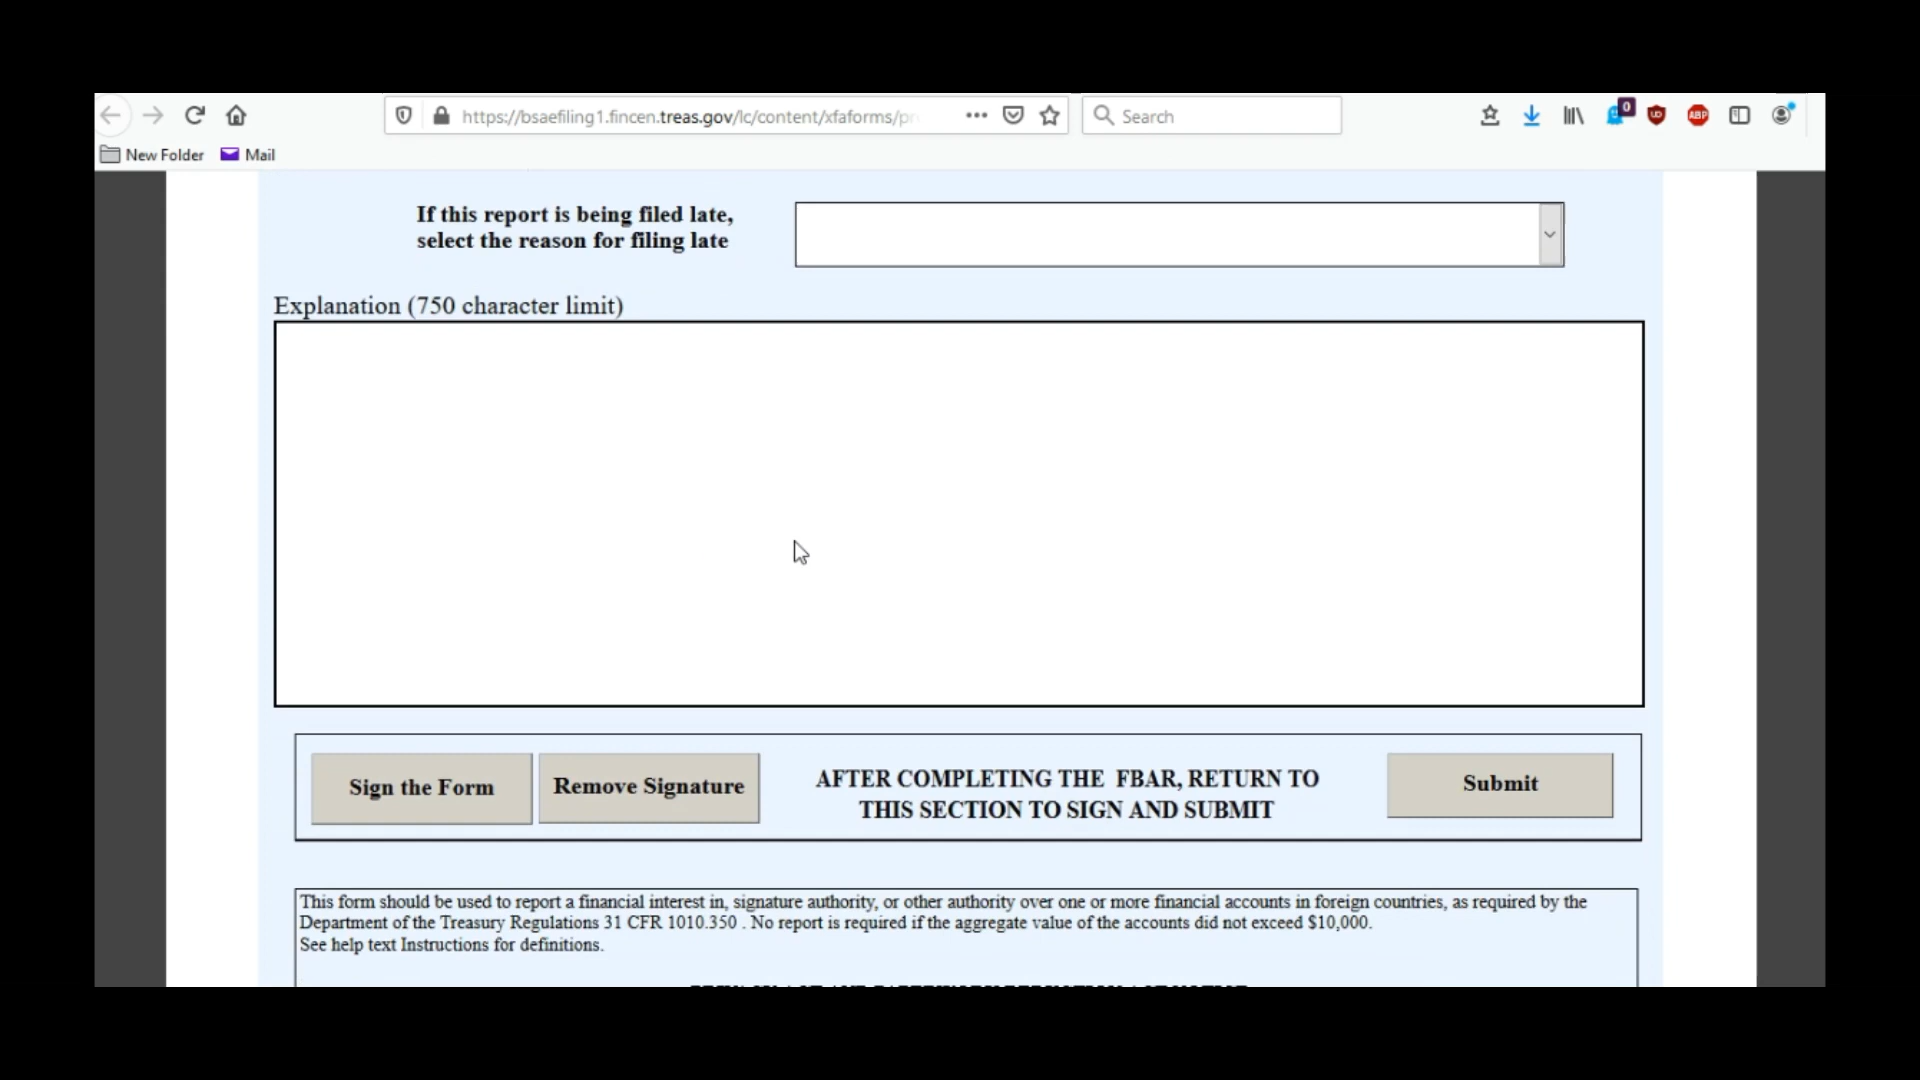 https://bsaefiling1.fincen.treas.gov/lc/content/xfaforms/pr
Search
0
UD
ABP
New Folder
Mail
If this report is being filed late,
select the reason for filing late
Explanation (750 character limit)
Sign the Form
Remove Signature
AFTER COMPLETING THE FBAR, RETURN TO
THIS SECTION TO SIGN AND SUBMIT
Submit
This form should be used to report a financial interest in, signature authority, or other authority over one or more financial accounts in foreign countries, as required by the
Department of the Treasury Regulations 31 CFR 1010.350 . No report is required if the aggregate value of the accounts did not exceed $10,000.
See help text Instructions for definitions.